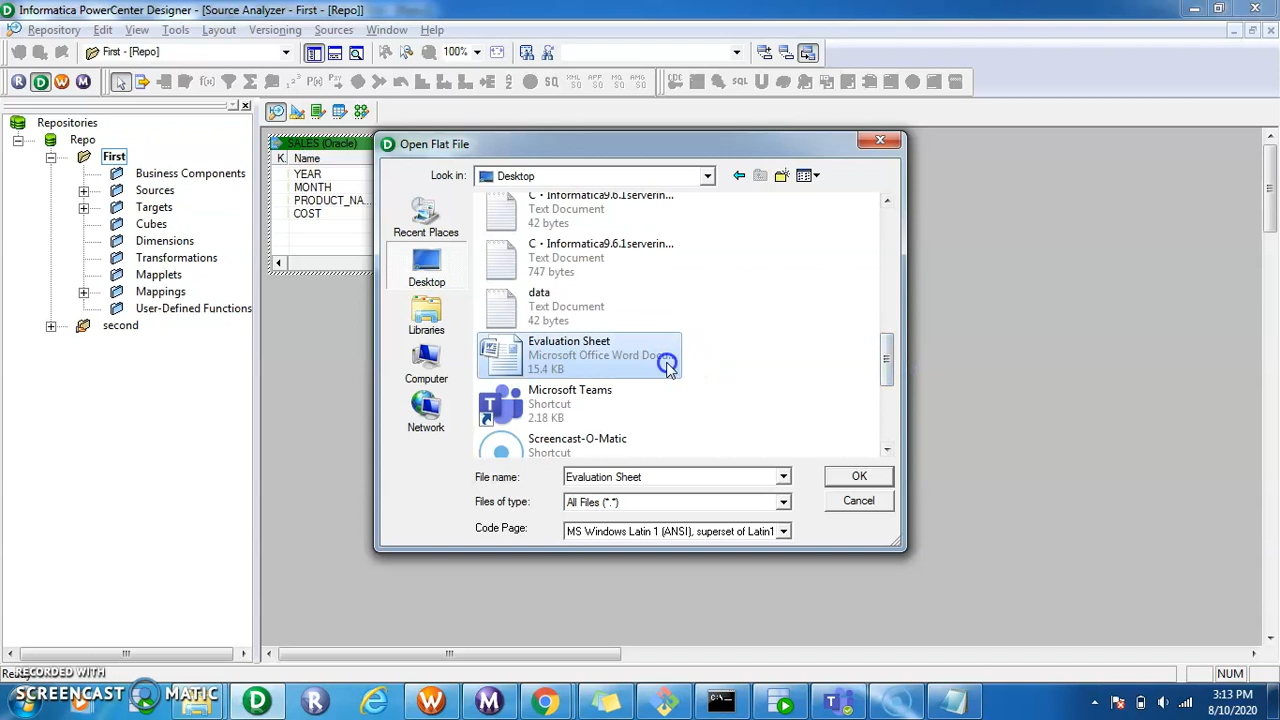 Informatica PowerCenter Designer - [Source Analyzer - First - [Repo]]
Repository Edit View Tools Layout Versioning Sources Window Help
First - [Repo] 100%
R D W M f(x) SQL
Repositories
Repo
First
Business Components
Sources
Targets
Cubes
Dimensions
Transformations
Mapplets
Mappings
User-Defined Functions
second
SALES (Oracle)
K. Name
YEAR
MONTH
PRODUCT_NA...
COST
Open Flat File
Look in: Desktop
Recent Places
Desktop
Libraries
Computer
Network
C・Informatica9.6.1serverin...
Text Document
42 bytes
C・Informatica9.6.1serverin...
Text Document
747 bytes
data
Text Document
42 bytes
Evaluation Sheet
Microsoft Office Word Doc
15.4 KB
Microsoft Teams
Shortcut
2.18 KB
Screencast-O-Matic
Shortcut
File name: Evaluation Sheet OK
Files of type: All Files (*.*) Cancel
Code Page: MS Windows Latin 1 (ANSI), superset of Latin1
NUM
RECORDED WITH
SCREENCAST MATIC
3:13 PM
8/10/2020